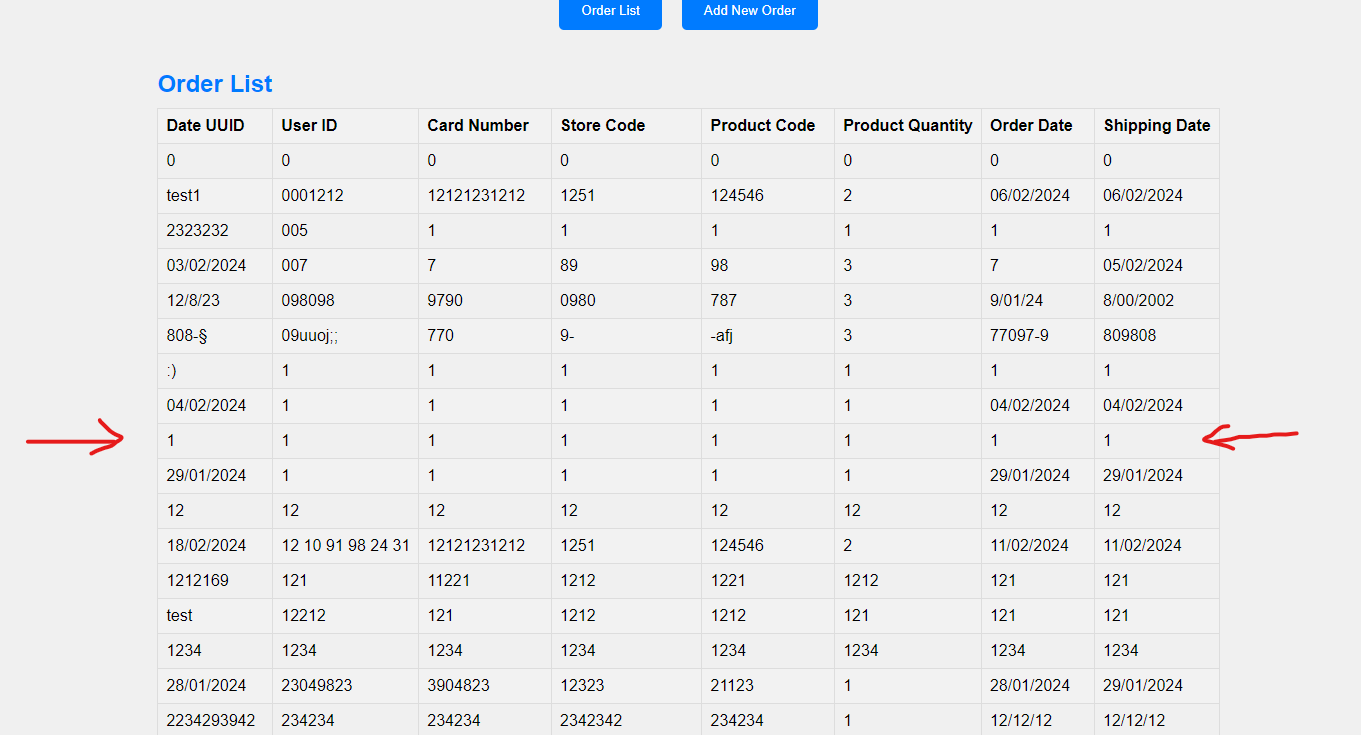 Order List Add New Order
Order List
Date UUID User ID Card Number Store Code Product Code Product Quantity Order Date Shipping Date
0 0 0 0 0 0 0 0
test1 0001212 12121231212 1251 124546 2 06/02/2024 06/02/2024
2323232 005 1 1 1 1 1 1
03/02/2024 007 7 89 98 3 7 05/02/2024
12/8/23 098098 9790 0980 787 3 9/01/24 8/00/2002
808-§ 09uuoj;; 770 9- -afj 3 77097-9 809808
:) 1 1 1 1 1 1 1
04/02/2024 1 1 1 1 1 04/02/2024 04/02/2024
1 1 1 1 1 1 1 1
29/01/2024 1 1 1 1 1 29/01/2024 29/01/2024
12 12 12 12 12 12 12 12
18/02/2024 12 10 91 98 24 31 12121231212 1251 124546 2 11/02/2024 11/02/2024
1212169 121 11221 1212 1221 1212 121 121
test 12212 121 1212 1212 121 121 121
1234 1234 1234 1234 1234 1234 1234 1234
28/01/2024 23049823 3904823 12323 21123 1 28/01/2024 29/01/2024
2234293942 234234 234234 2342342 234234 1 12/12/12 12/12/12